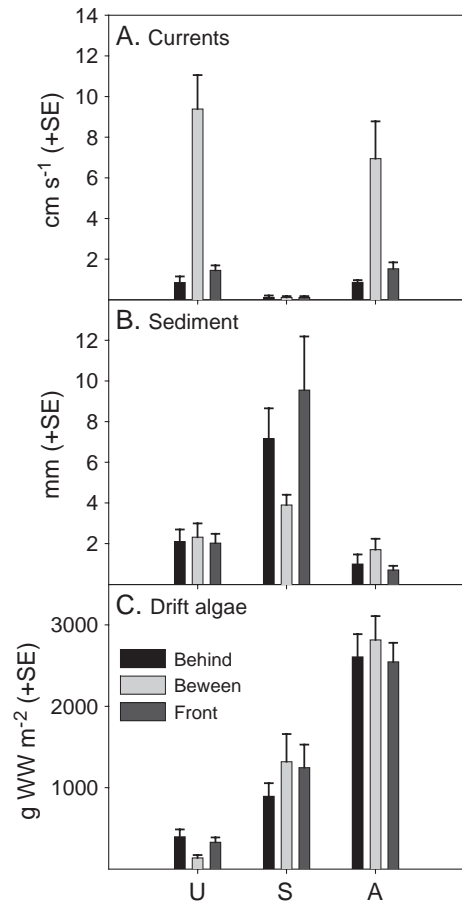 14
A. Currents
12
10
8
6
4
2
cm s⁻¹ (+SE)
B. Sediment
12
10
8
6
4
2
mm (+SE)
C. Drift algae
3000
2000
1000
g WW m⁻² (+SE)
Behind
Beween
Front
U S A